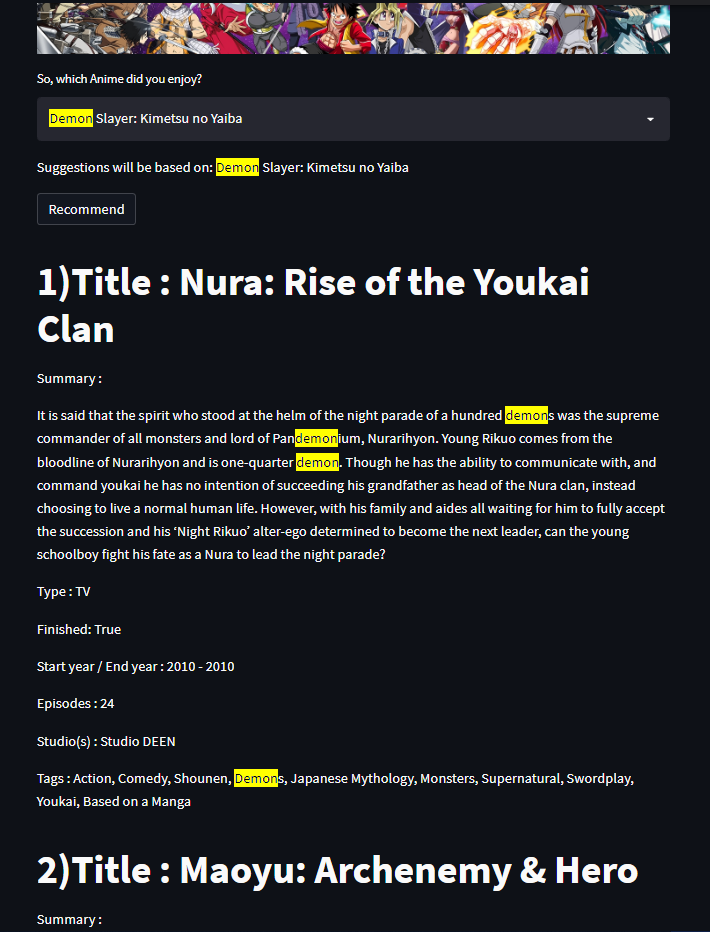 So, which Anime did you enjoy?
Demon Slayer: Kimetsu no Yaiba
Suggestions will be based on: Demon Slayer: Kimetsu no Yaiba
Recommend
1)Title : Nura: Rise of the Youkai
Clan
Summary :
It is said that the spirit who stood at the helm of the night parade of a hundred demons was the supreme
commander of all monsters and lord of Pandemonium, Nurarihyon. Young Rikuo comes from the
bloodline of Nurarihyon and is one-quarter demon. Though he has the ability to communicate with, and
command youkai he has no intention of succeeding his grandfather as head of the Nura clan, instead
choosing to live a normal human life. However, with his family and aides all waiting for him to fully accept
the succession and his ‘Night Rikuo’ alter-ego determined to become the next leader, can the young
schoolboy fight his fate as a Nura to lead the night parade?
Type : TV
Finished: True
Start year / End year : 2010 - 2010
Episodes : 24
Studio(s) : Studio DEEN
Tags : Action, Comedy, Shounen, Demons, Japanese Mythology, Monsters, Supernatural, Swordplay,
Youkai, Based on a Manga
2)Title : Maoyu: Archenemy & Hero
Summary :